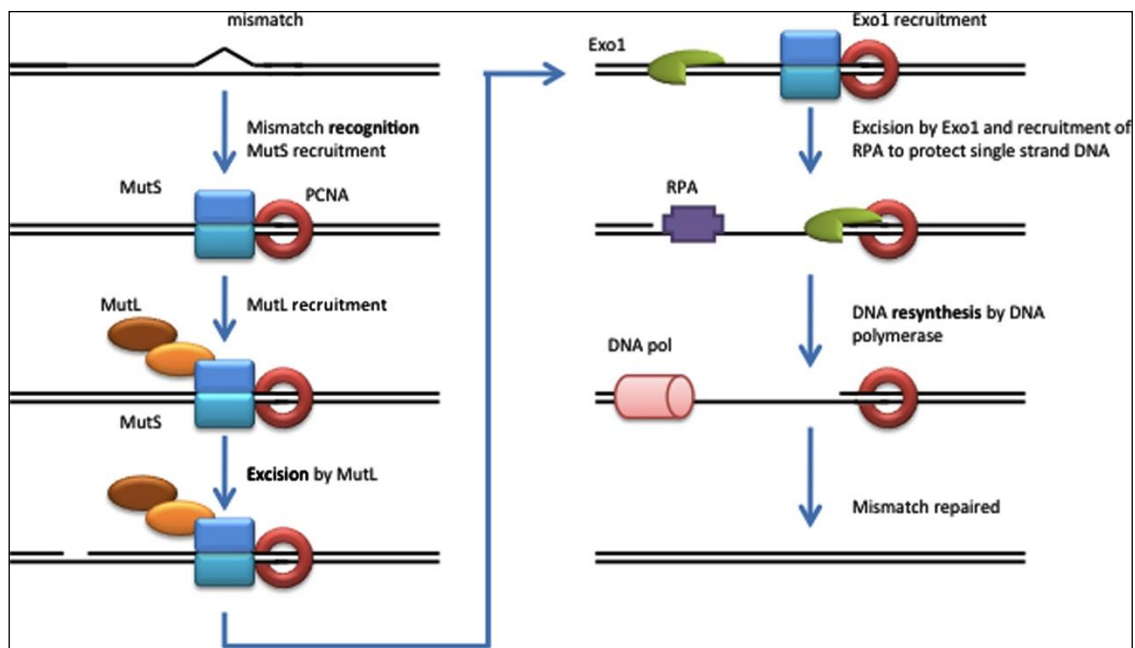 mismatch
Mismatch recognition
MutS recruitment
MutS
PCNA
MutL recruitment
MutL
MutS
Excision by MutL
Exo1 recruitment
Exo1
Excision by Exo1 and recruitment of
RPA to protect single strand DNA
RPA
DNA resynthesis by DNA
polymerase
DNA pol
Mismatch repaired